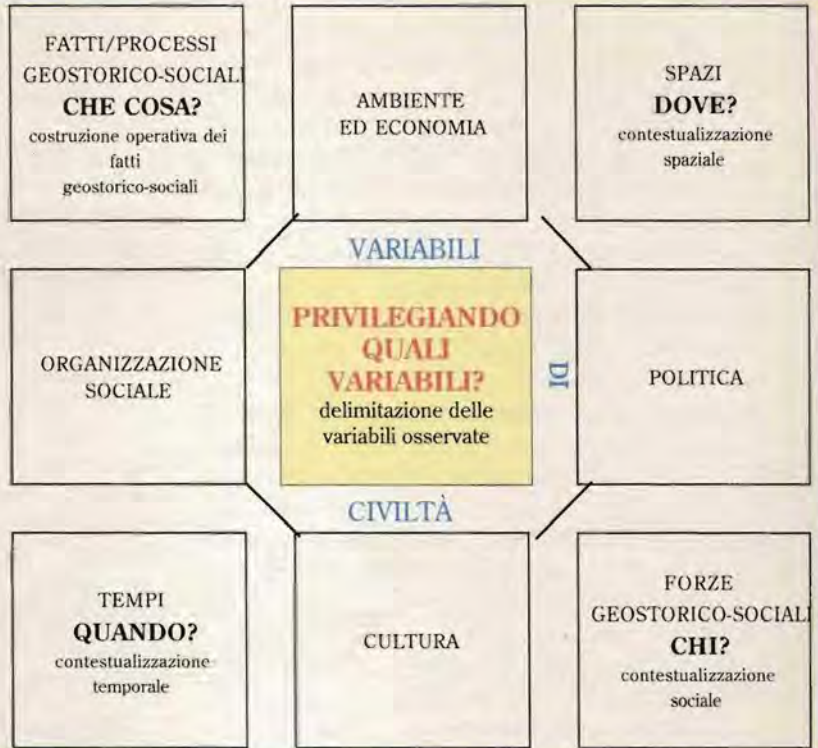 FATTI/PROCESSI
GEOSTORICO-SOCIALI
CHE COSA?
costruzione operativa dei
fatti
geostorico-sociali
AMBIENTE
ED ECONOMIA
SPAZI
DOVE?
contestualizzazione
spaziale
VARIABILI
ORGANIZZAZIONE
SOCIALE
PRIVILEGIANDO
QUALI
VARIABILI?
delimitazione delle
variabili osservate
DI
POLITICA
CIVILTÀ
TEMPI
QUANDO?
contestualizzazione
temporale
CULTURA
FORZE
GEOSTORICO-SOCIALI
CHI?
contestualizzazione
sociale